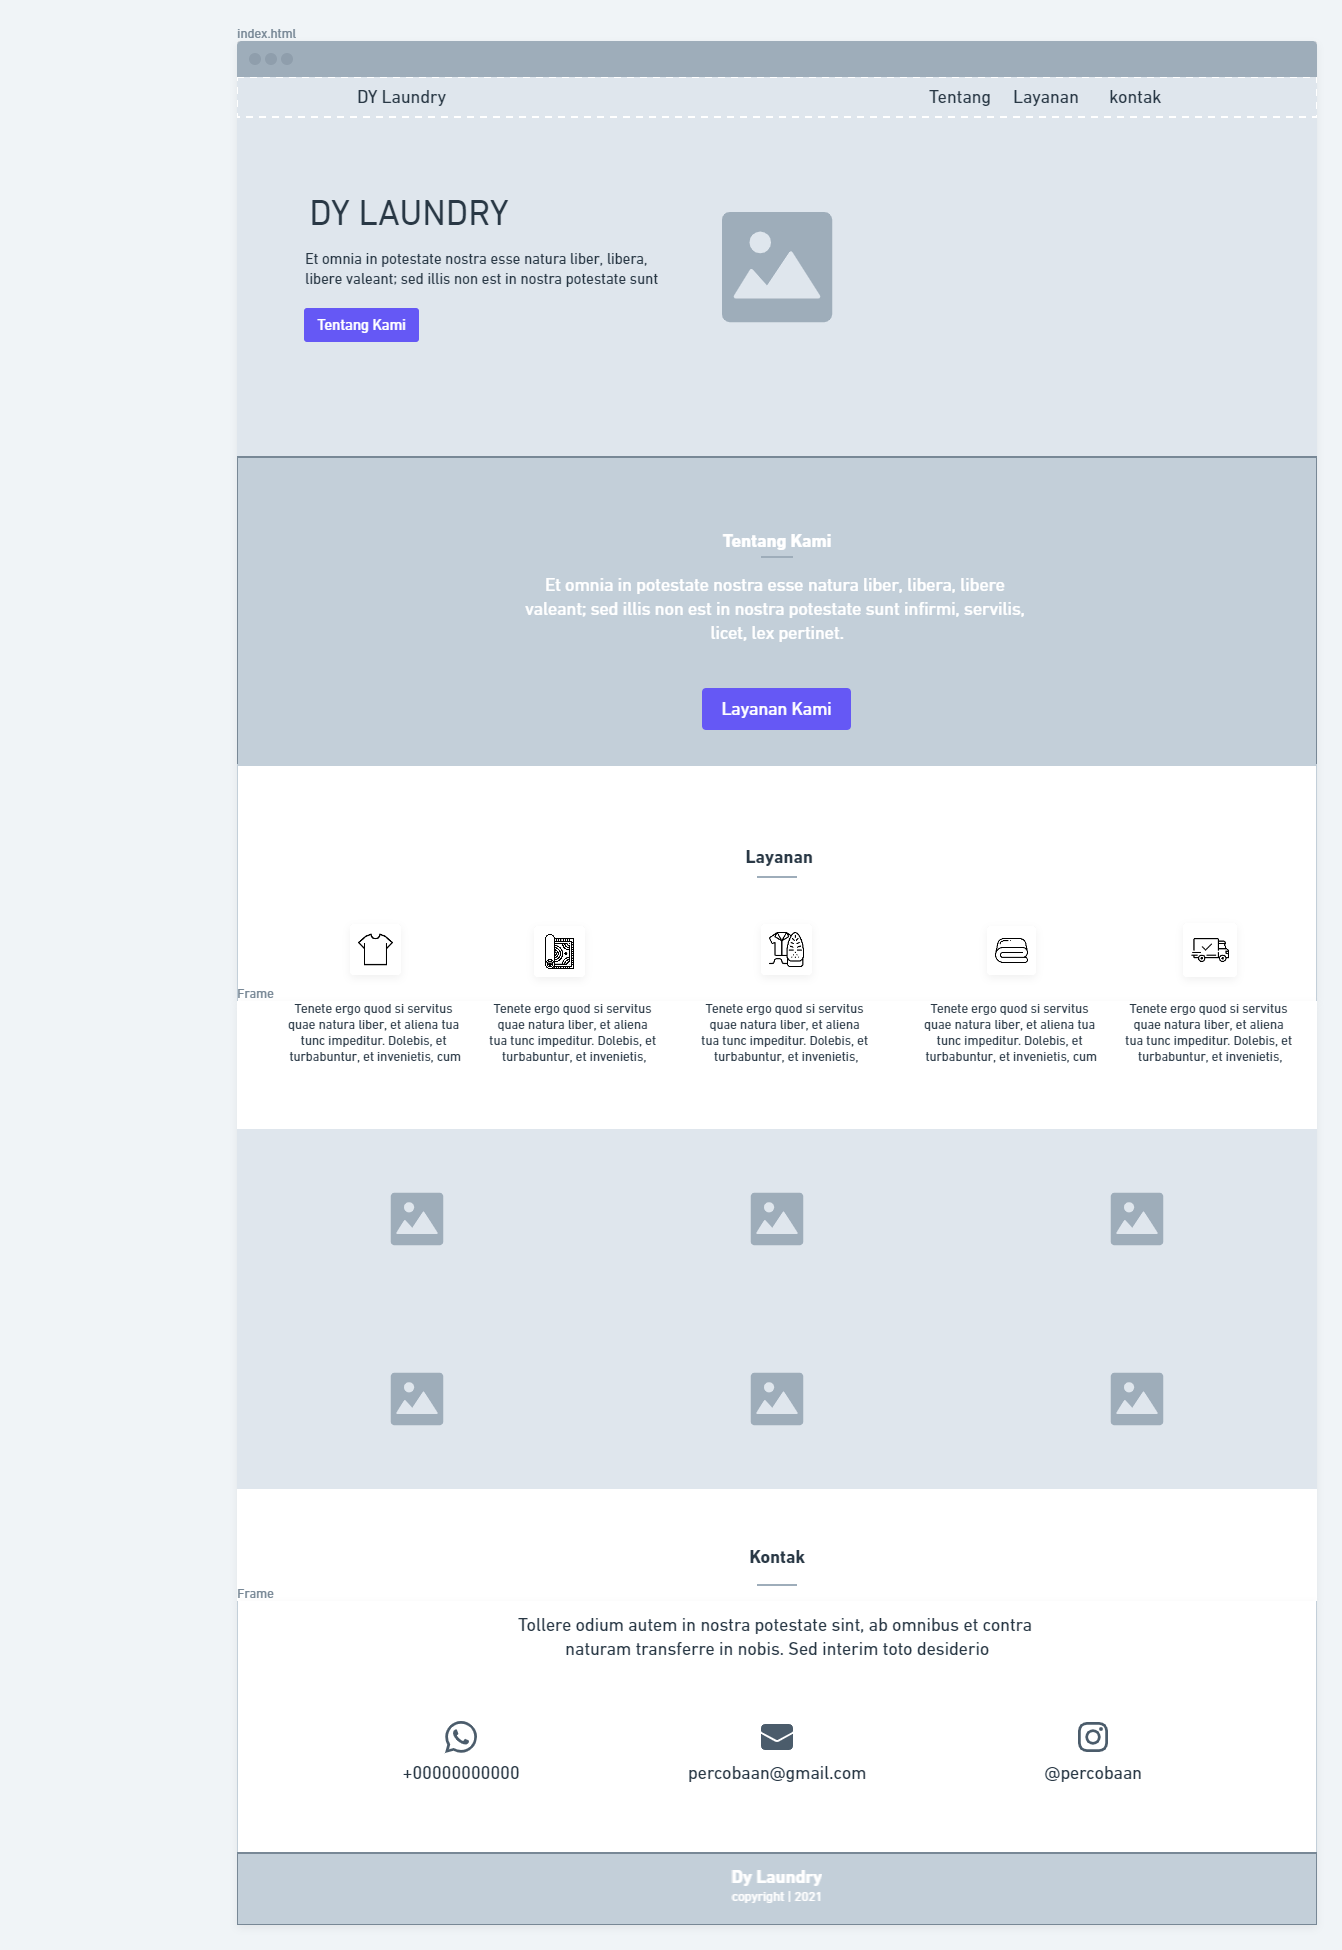 index.html
DY Laundry
Tentang
Layanan
kontak
DY LAUNDRY
Et omnia in potestate nostra esse natura liber, libera,
libere valeant; sed illis non est in nostra potestate sunt
Tentang Kami
Tentang Kami
Et omnia in potestate nostra esse natura liber, libera, libere
valeant; sed illis non est in nostra potestate sunt infirmi, servilis,
licet, lex pertinet.
Layanan Kami
Layanan
Frame
Tenete ergo quod si servitus
quae natura liber, et aliena tua
tunc impeditur. Dolebis, et
turbabuntur, et invenietis, cum
Tenete ergo quod si servitus
quae natura liber, et aliena
tua tunc impeditur. Dolebis, et
turbabuntur, et invenietis,
Tenete ergo quod si servitus
quae natura liber, et aliena
tua tunc impeditur. Dolebis, et
turbabuntur, et invenietis,
Tenete ergo quod si servitus
quae natura liber, et aliena tua
tunc impeditur. Dolebis, et
turbabuntur, et invenietis, cum
Tenete ergo quod si servitus
quae natura liber, et aliena
tua tunc impeditur. Dolebis, et
turbabuntur, et invenietis,
Kontak
Frame
Tollere odium autem in nostra potestate sint, ab omnibus et contra
naturam transferre in nobis. Sed interim toto desiderio
+00000000000
percobaan@gmail.com
@percobaan
Dy Laundry
copyright | 2021